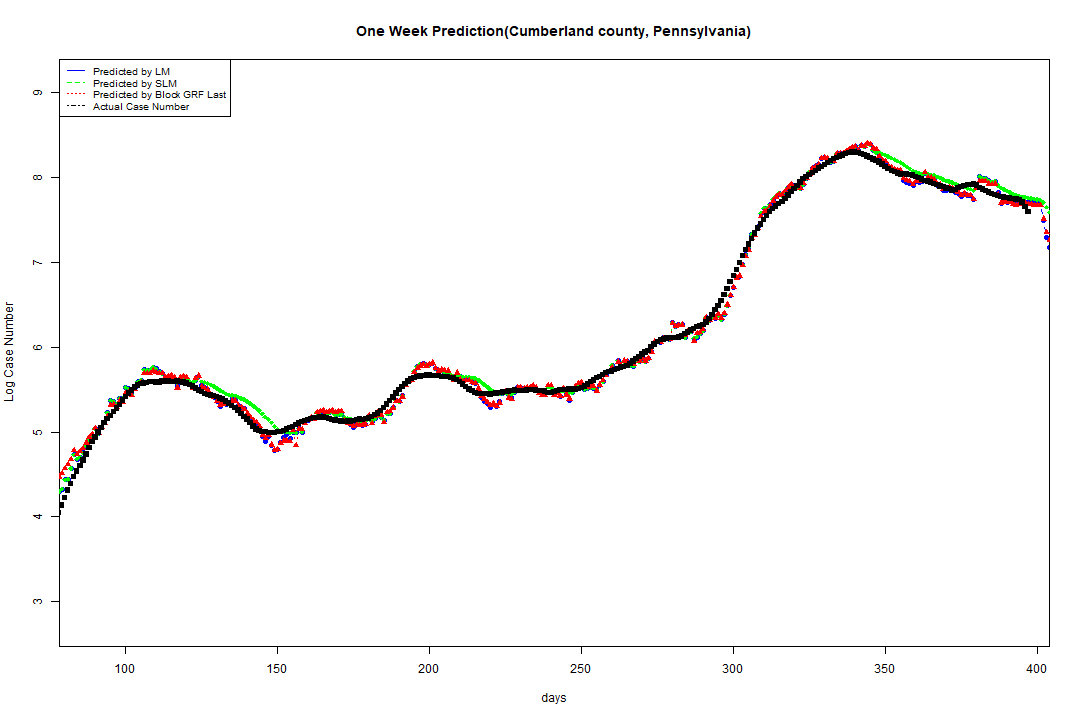 One Week Prediction(Cumberland county, Pennsylvania)
Predicted by LM
Predicted by SLM
Predicted by Block GRF Last
Actual Case Number
Log Case Number
9
8
7
6
5
4
3
100 150 200 250 300 350 400
days